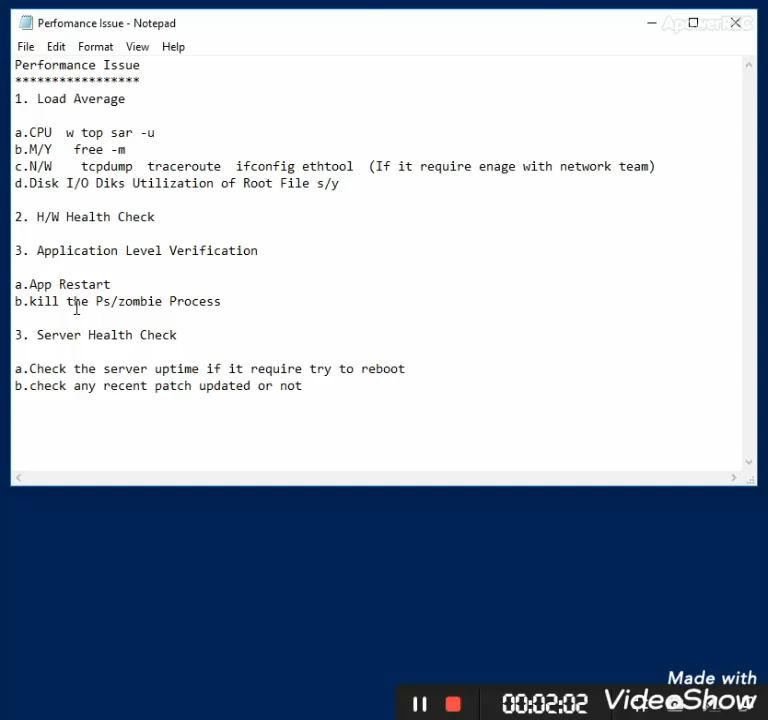 Perfomance Issue - Notepad
ApowerREC
File Edit Format View Help
Performance Issue
*****************
1. Load Average
a.CPU w top sar -u
b.M/Y free -m
c.N/W tcpdump traceroute ifconfig ethtool (If it require enage with network team)
d.Disk I/O Diks Utilization of Root File s/y
2. H/W Health Check
3. Application Level Verification
a.App Restart
b.kill the Ps/zombie Process
3. Server Health Check
a.Check the server uptime if it require try to reboot
b.check any recent patch updated or not
Made with
00:02:02 VideoShow